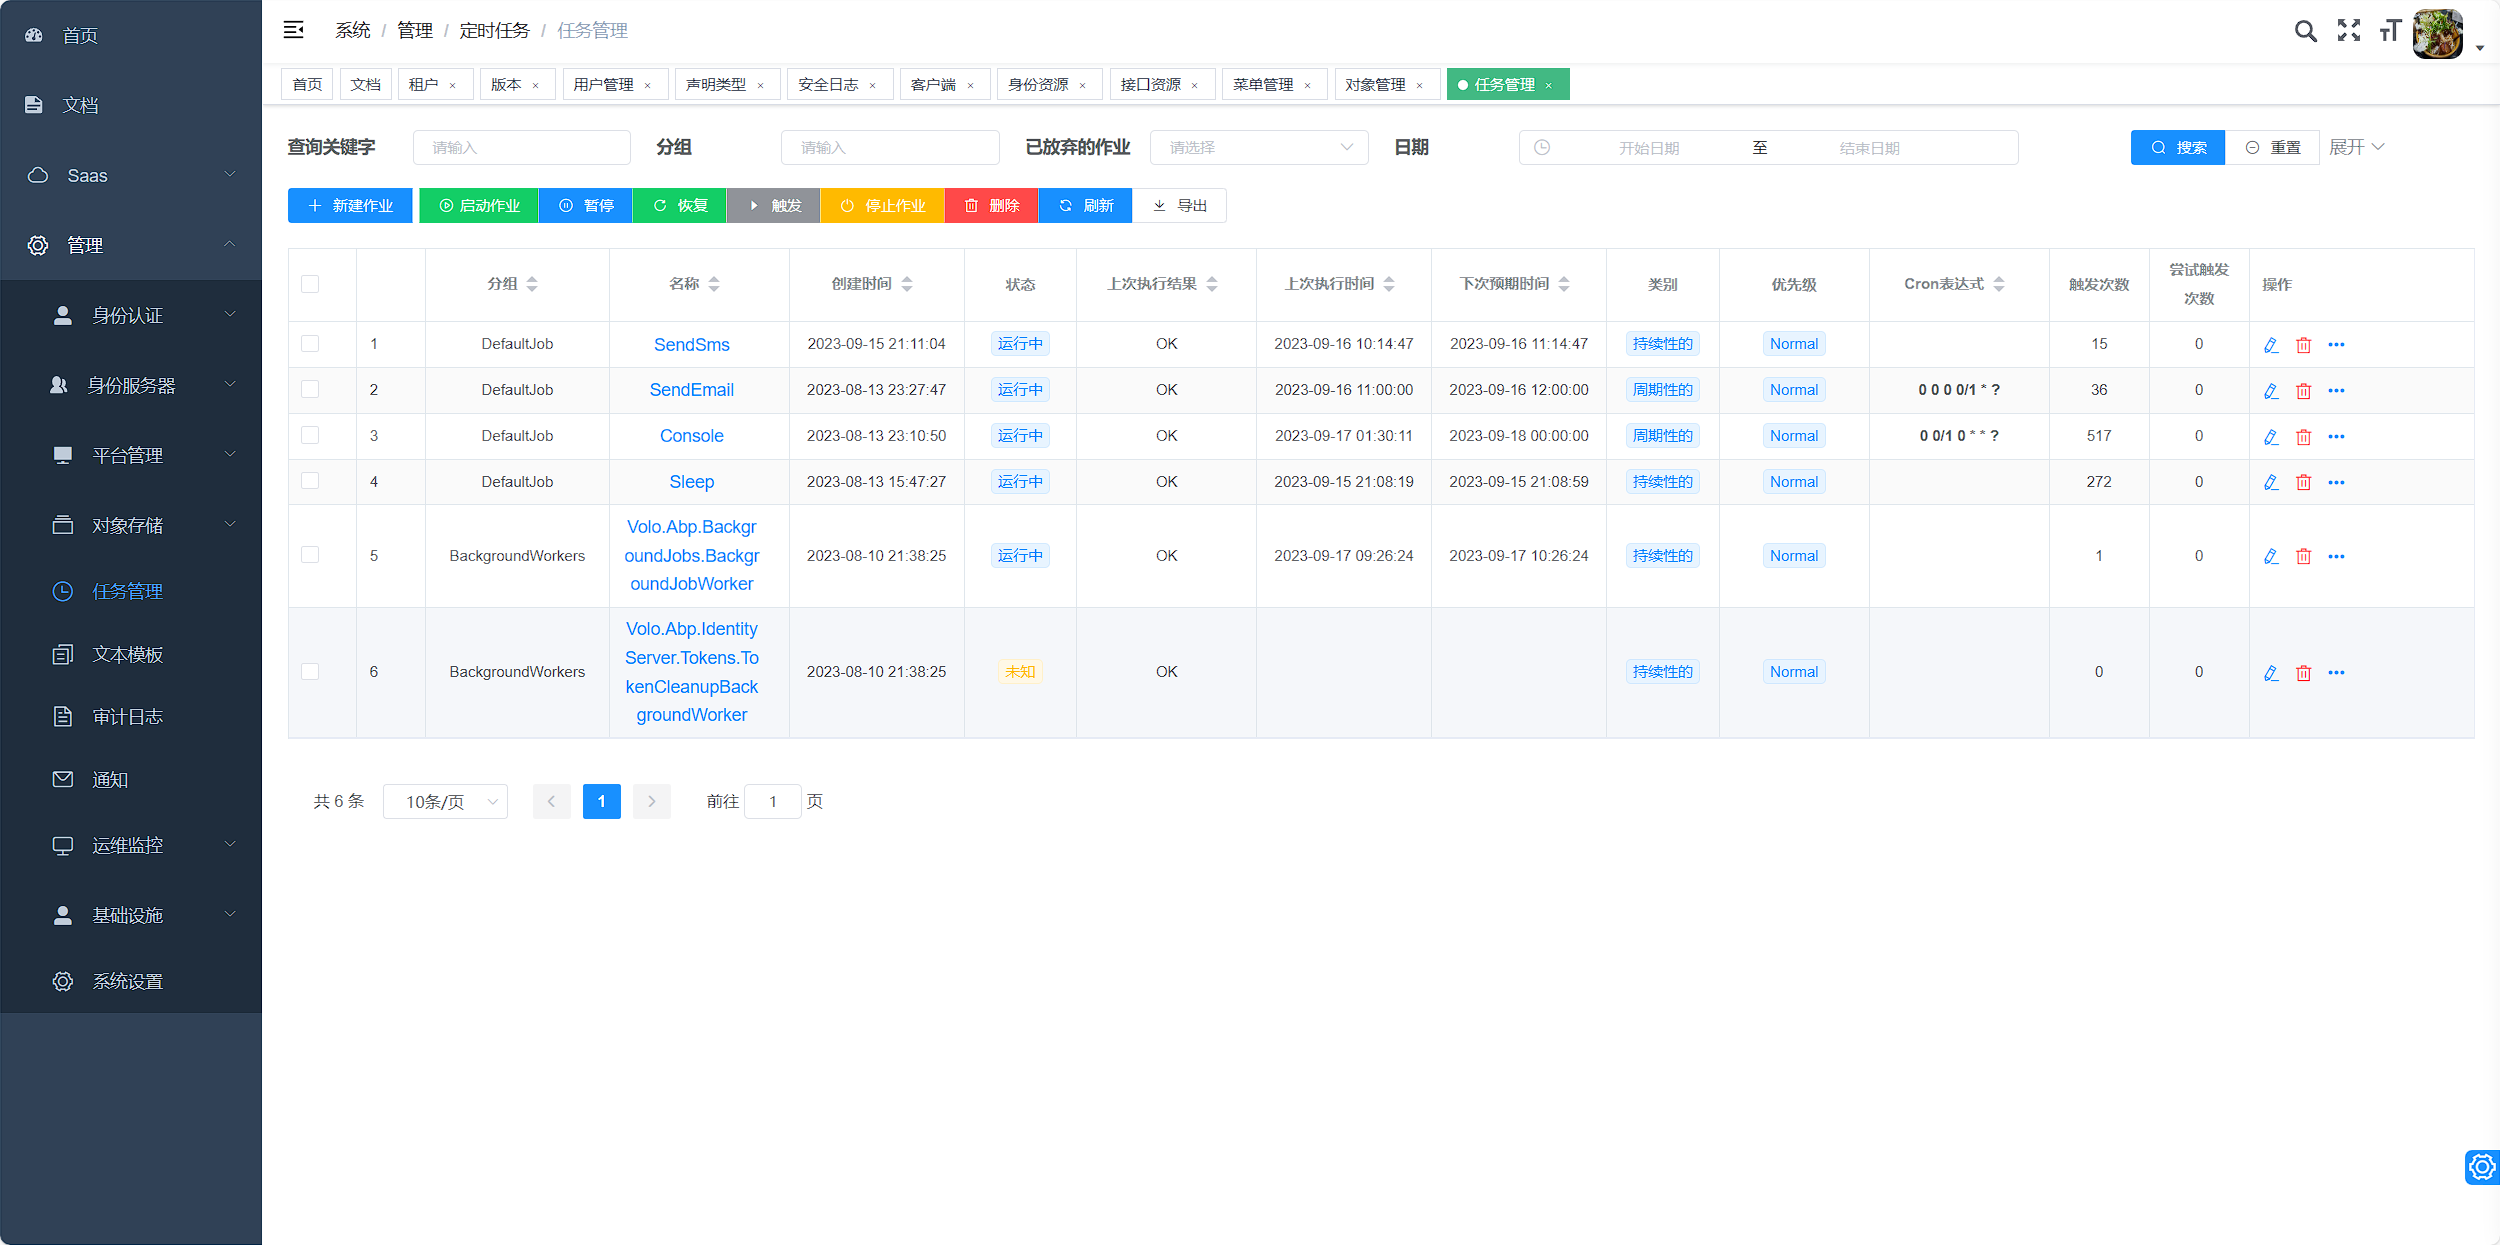 首页
文档
Saas
管理
身份认证
身份服务器
平台管理
对象存储
任务管理
文本模板
审计日志
通知
运维监控
基础设施
系统设置
系统 / 管理 / 定时任务 / 任务管理
首页 文档 租户 × 版本 × 用户管理 × 声明类型 × 安全日志 × 客户端 × 身份资源 × 接口资源 × 菜单管理 × 对象管理 × 任务管理 ×
查询关键字 请输入 分组 请输入 已放弃的作业 请选择 日期 开始日期 至 结束日期 搜索 重置 展开
新建作业 启动作业 暂停 恢复 触发 停止作业 删除 刷新 导出
分组 名称 创建时间 状态 上次执行结果 上次执行时间 下次预期时间 类别 优先级 Cron表达式 触发次数 尝试触发
次数 操作
1 DefaultJob SendSms 2023-09-15 21:11:04 运行中 OK 2023-09-16 10:14:47 2023-09-16 11:14:47 持续性的 Normal 15 0
2 DefaultJob SendEmail 2023-08-13 23:27:47 运行中 OK 2023-09-16 11:00:00 2023-09-16 12:00:00 周期性的 Normal 0 0 0 0/1 * ? 36 0
3 DefaultJob Console 2023-08-13 23:10:50 运行中 OK 2023-09-17 01:30:11 2023-09-18 00:00:00 周期性的 Normal 0 0/1 0 * * ? 517 0
4 DefaultJob Sleep 2023-08-13 15:47:27 运行中 OK 2023-09-15 21:08:19 2023-09-15 21:08:59 持续性的 Normal 272 0
Volo.Abp.Backgr
oundJobs.Backgr
oundJobWorker
5 BackgroundWorkers 2023-08-10 21:38:25 运行中 OK 2023-09-17 09:26:24 2023-09-17 10:26:24 持续性的 Normal 1 0
Volo.Abp.Identity
Server.Tokens.To
kenCleanupBack
groundWorker
6 BackgroundWorkers 2023-08-10 21:38:25 未知 OK 持续性的 Normal 0 0
共 6 条 10条/页 1 前往 1 页